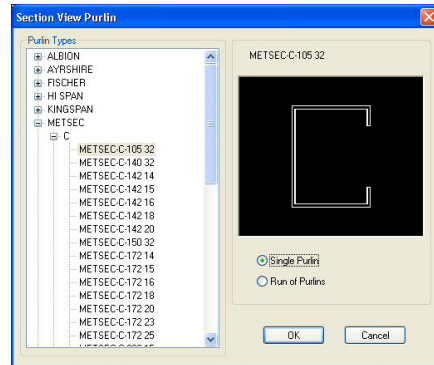 Section View Purlin
Purlin Types
ALBION
AYRSHIRE
FISCHER
HI SPAN
KINGSPAN
METSEC
C
METSEC-C-105 32
METSEC-C-140 32
METSEC-C-142 14
METSEC-C-142 15
METSEC-C-142 16
METSEC-C-142 18
METSEC-C-142 20
METSEC-C-150 32
METSEC-C-172 14
METSEC-C-172 15
METSEC-C-172 16
METSEC-C-172 18
METSEC-C-172 20
METSEC-C-172 23
METSEC-C-172 25
METSEC-C-105 32
Single Purlin
Run of Purlins
OK
Cancel